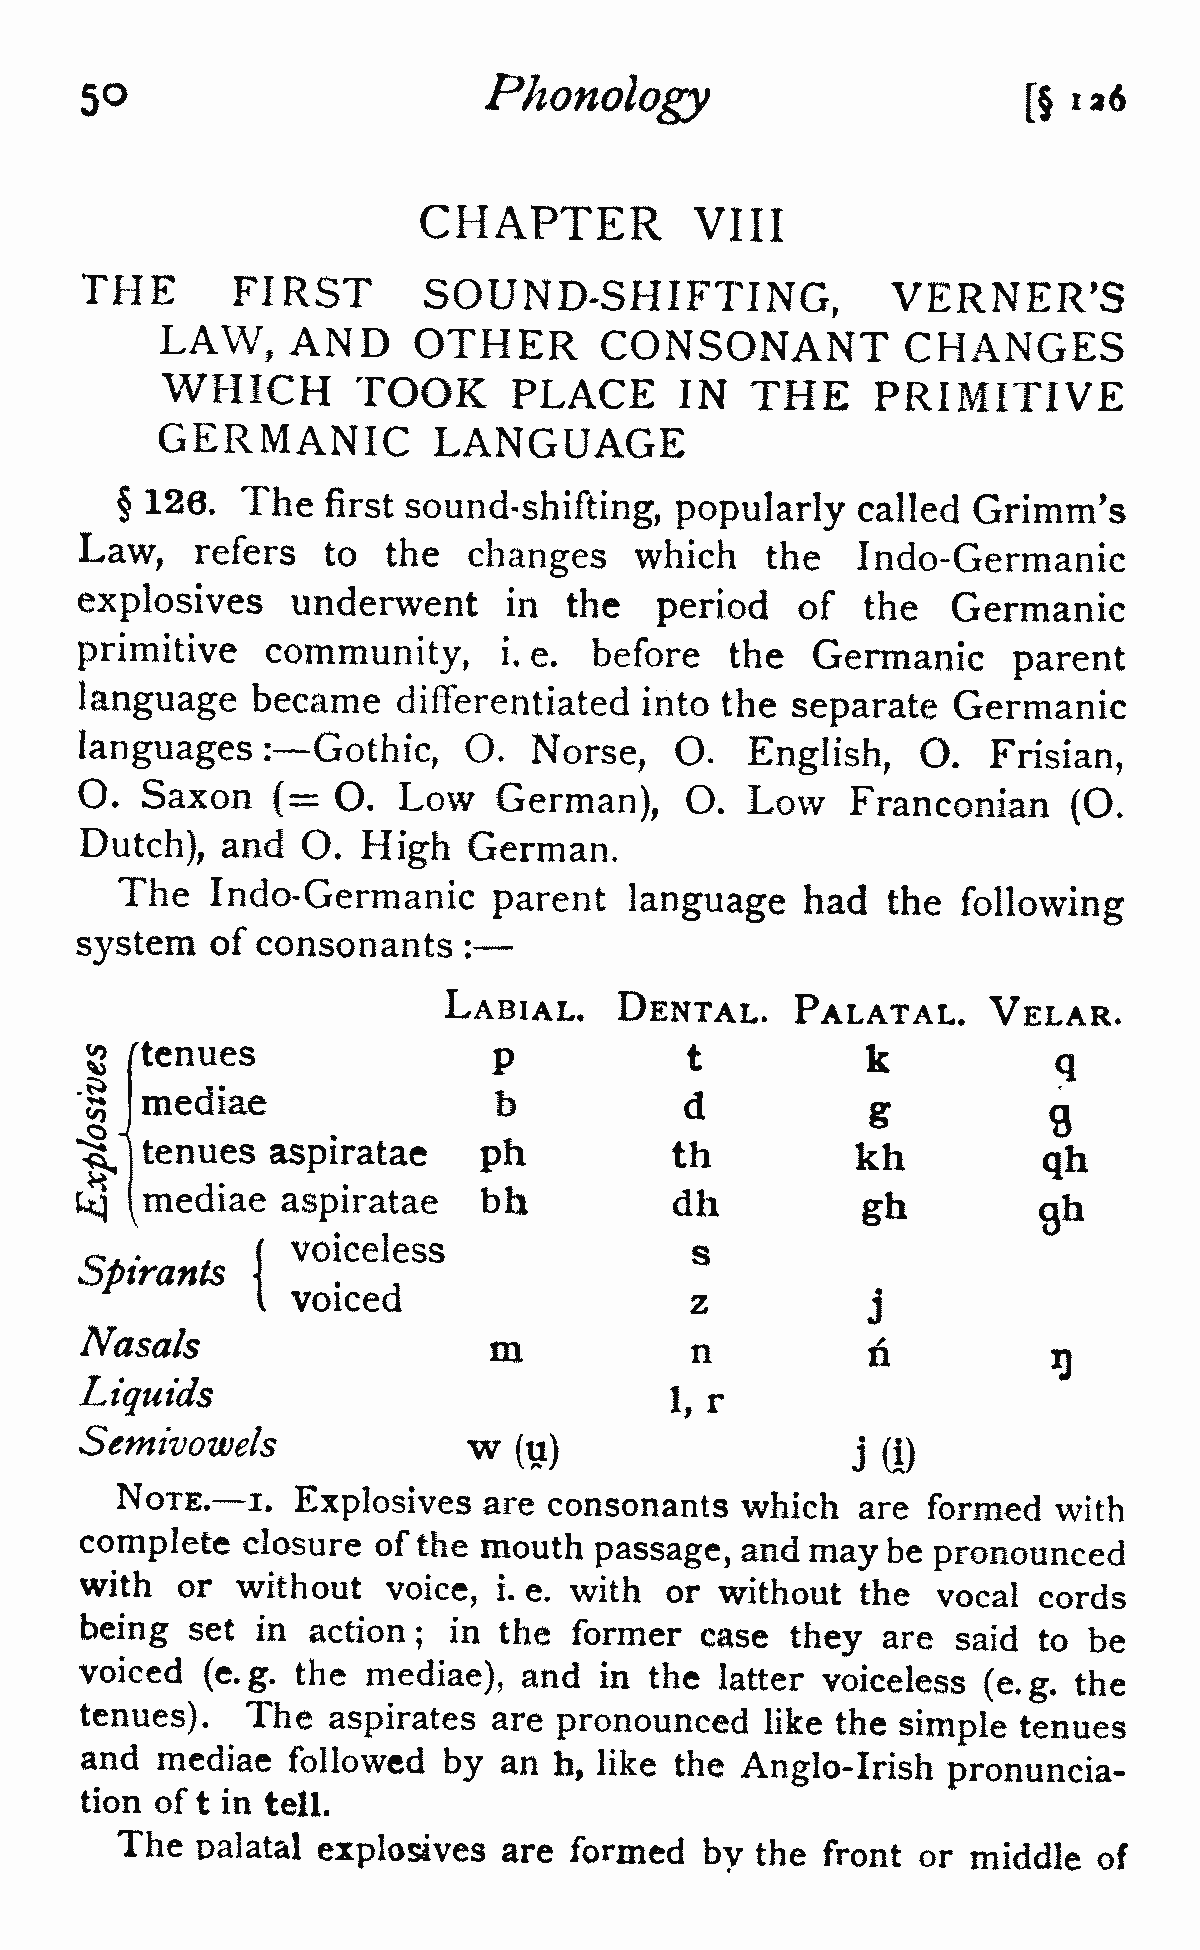 50 Phonology [§ 126
CHAPTER VIII
THE FIRST SOUND-SHIFTING, VERNER'S
LAW, AND OTHER CONSONANT CHANGES
WHICH TOOK PLACE IN THE PRIMITIVE
GERMANIC LANGUAGE
§ 126. The first sound-shifting, popularly called Grimm's
Law, refers to the changes which the Indo-Germanic
explosives underwent in the period of the Germanic
primitive community, i. e. before the Germanic parent
language became differentiated into the separate Germanic
languages :—Gothic, O. Norse, O. English, O. Frisian,
O. Saxon (= O. Low German), O. Low Franconian (O.
Dutch), and O. High German.
The Indo-Germanic parent language had the following
system of consonants :—
LABIAL. DENTAL. PALATAL. VELAR.
Explosives
tenues p t k q
mediae b d g ɡ
tenues aspiratae ph th kh qh
mediae aspiratae bh dh gh ɡh
Spirants
voiceless s
voiced z j
Nasals m n ń ŋ
Liquids l, r
Semivowels w (u̯) j (i̯)
NOTE.—1. Explosives are consonants which are formed with
complete closure of the mouth passage, and may be pronounced
with or without voice, i. e. with or without the vocal cords
being set in action ; in the former case they are said to be
voiced (e. g. the mediae), and in the latter voiceless (e. g. the
tenues). The aspirates are pronounced like the simple tenues
and mediae followed by an h, like the Anglo-Irish pronuncia-
tion of t in tell.
The palatal explosives are formed by the front or middle of